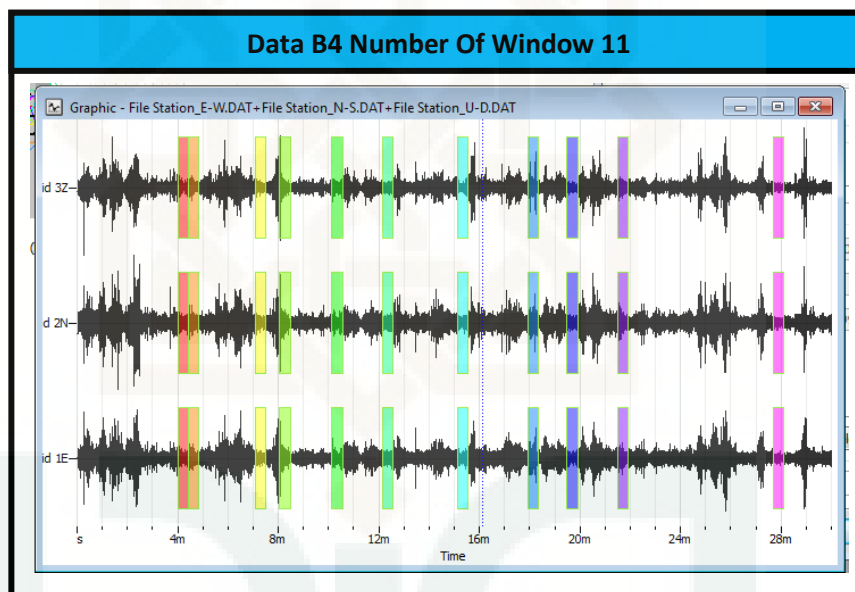 Data B4 Number Of Window 11
Graphic - File Station_E-W.DAT+File Station_N-S.DAT+File Station_U-D.DAT
id 3Z
id 2N
id 1E
s 4m 8m 12m 16m 20m 24m 28m
Time